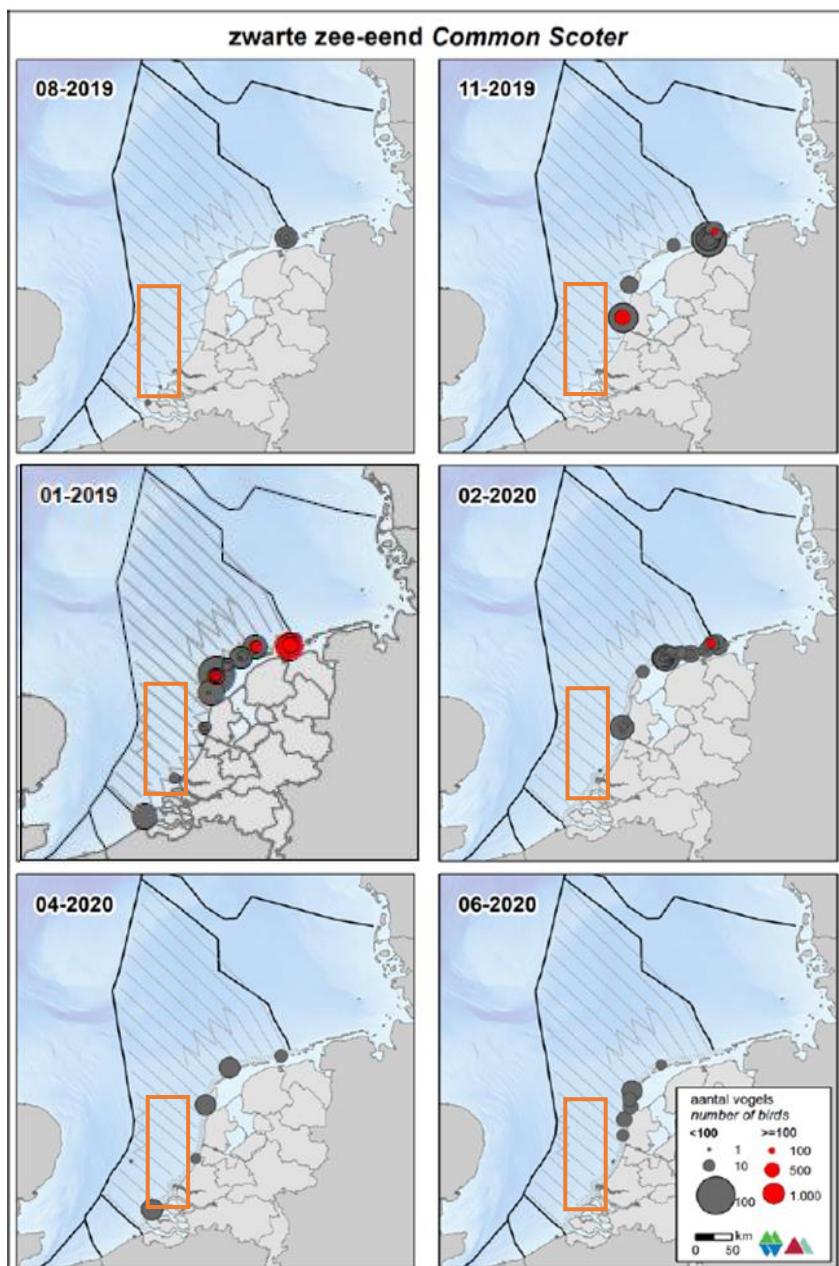 zwarte zee-eend Common Scoter
08-2019
11-2019
01-2019
02-2020
04-2020
06-2020
aantal vogels
number of birds
<100 >=100
1 100
10 500
100 1.000
km
0 50